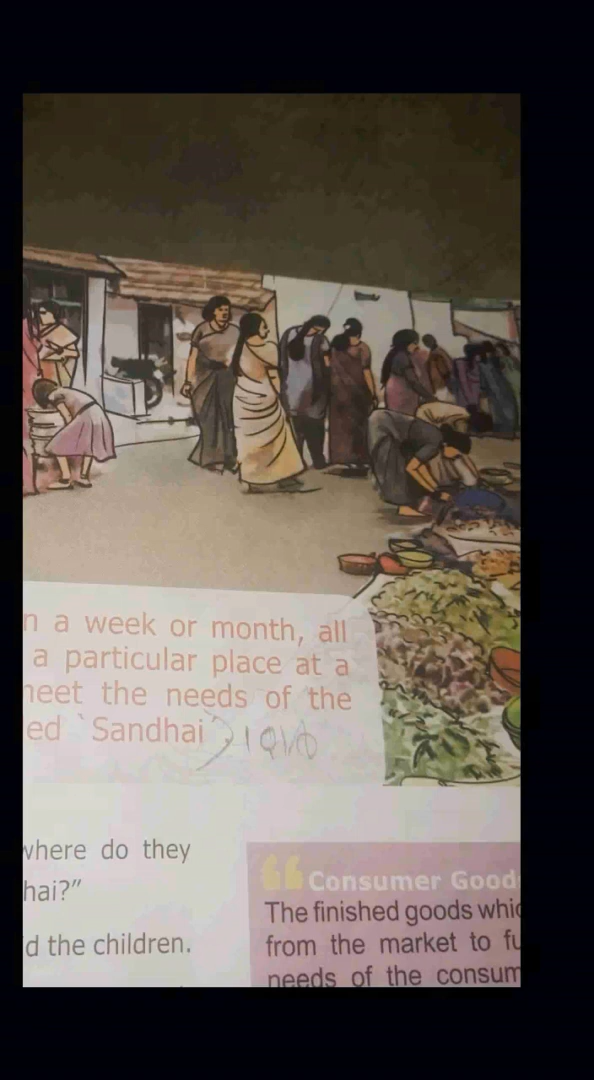 n a week or month, all
a particular place at a
neet the needs of the
ed `Sandhai
where do they
hai?”
d the children.
Consumer Good
The finished goods whic
from the market to fu
needs of the consum